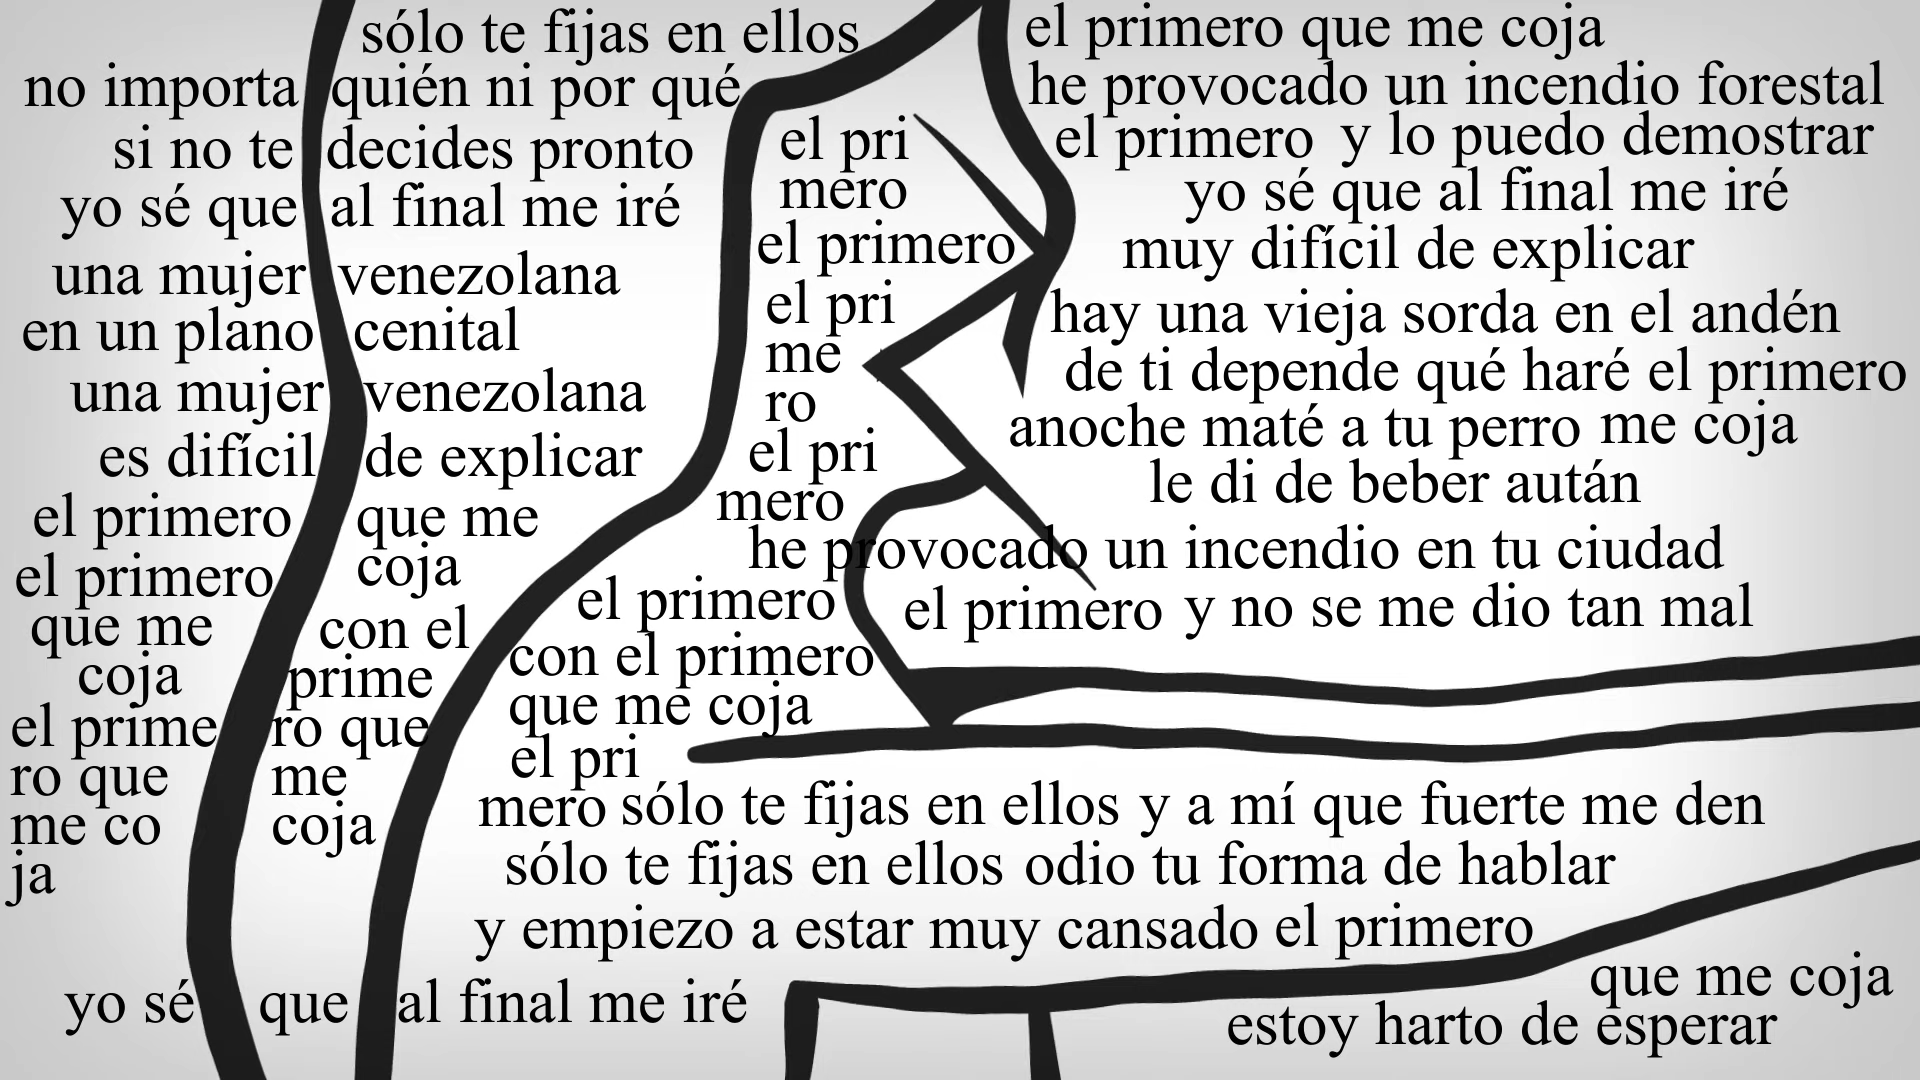 sólo te fijas en ellos
no importa quién ni por qué
si no te decides pronto
yo sé que al final me iré
una mujer venezolana
en un plano cenital
una mujer venezolana
es difícil de explicar
el primero que me
coja
el primero
que me
coja
con el
prime
ro que
me
coja
el prime
ro que
me co
ja
yo sé que al final me iré
el pri
mero
el primero
el pri
me
ro
el pri
mero
el primero
con el primero
que me coja
el pri
mero
el primero que me coja
he provocado un incendio forestal
el primero y lo puedo demostrar
yo sé que al final me iré
muy difícil de explicar
hay una vieja sorda en el andén
de ti depende qué haré el primero
anoche maté a tu perro me coja
le di de beber aután
he provocado un incendio en tu ciudad
el primero y no se me dio tan mal
sólo te fijas en ellos y a mí que fuerte me den
sólo te fijas en ellos odio tu forma de hablar
y empiezo a estar muy cansado el primero
que me coja
estoy harto de esperar